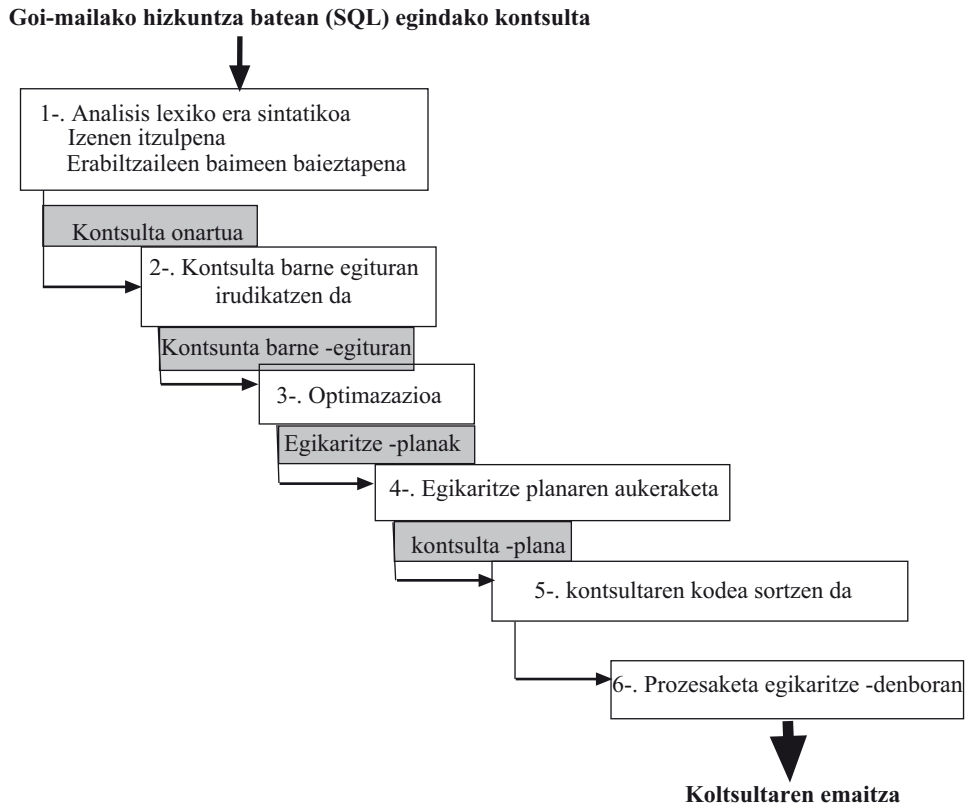 Goi-mailako hizkuntza batean (SQL) egindako kontsulta
1-. Analisis lexiko era sintatikoa
Izenen itzulpena
Erabiltzaileen baimeen baieztapena
Kontsulta onartua
2-. Kontsulta barne egituran
irudikatzen da
Kontsunta barne -egituran
3-. Optimazazioa
Egikaritze -planak
4-. Egikaritze planaren aukeraketa
kontsulta -plana
5-. kontsultaren kodea sortzen da
6-. Prozesaketa egikaritze -denboran
Koltsultaren emaitza